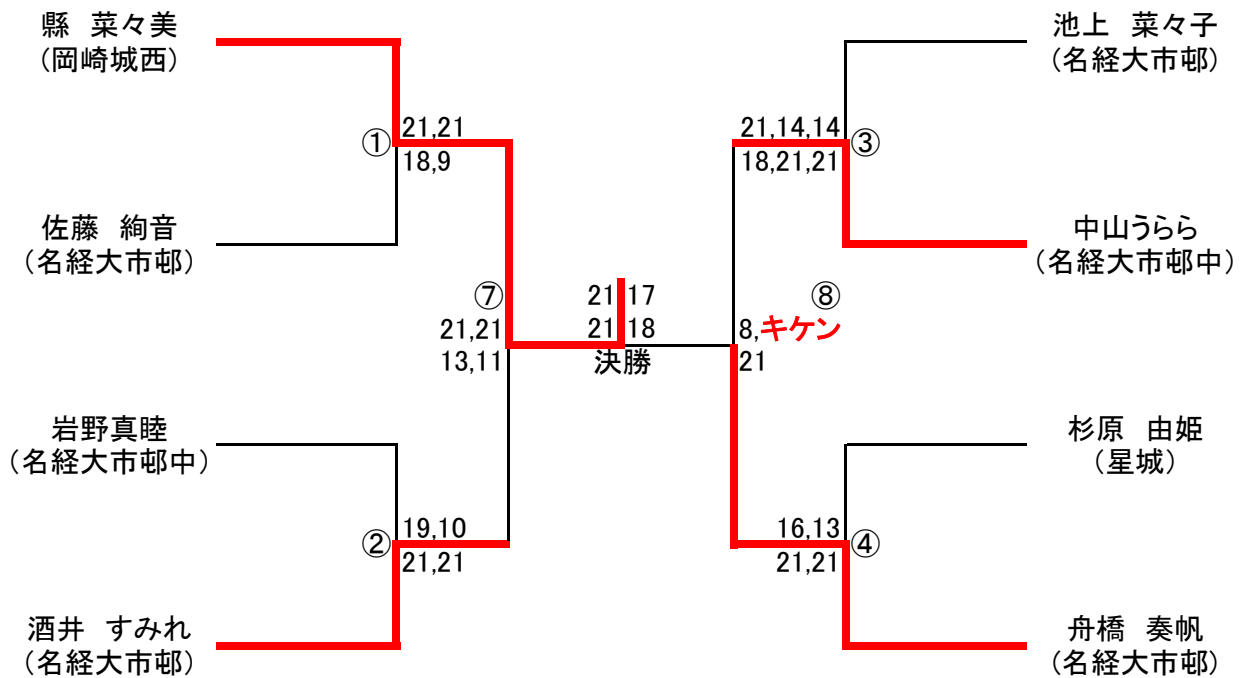 縣　菜々美
（岡崎城西）
池上　菜々子
（名経大市邨）
①
21,21
18,9
21,14,14
18,21,21
③
佐藤　絢音
（名経大市邨）
中山うらら
（名経大市邨中）
⑦
21,21
13,11
21 17
21 18
決勝
⑧
8,キケン
21
岩野真睦
（名経大市邨中）
杉原　由姫
（星城）
②
19,10
21,21
16,13
21,21
④
酒井　すみれ
（名経大市邨）
舟橋　奏帆
（名経大市邨）